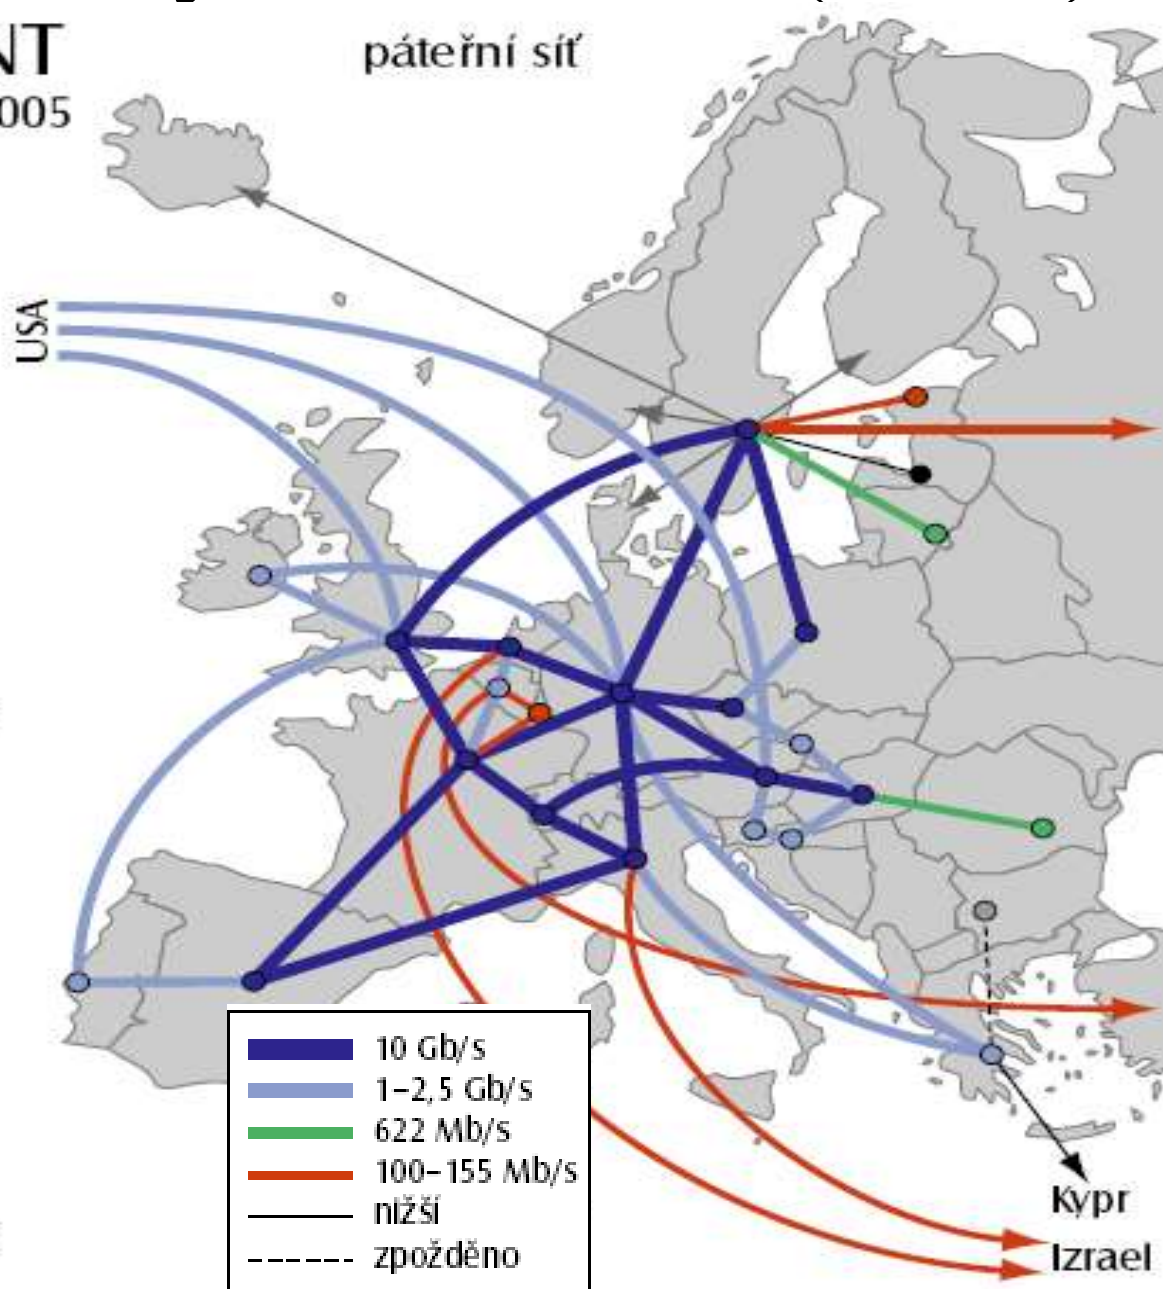 NT
páteřní síť
005
USA
10 Gb/s
1–2,5 Gb/s
622 Mb/s
100–155 Mb/s
nižší
zpožděno
Kypr
Izrael